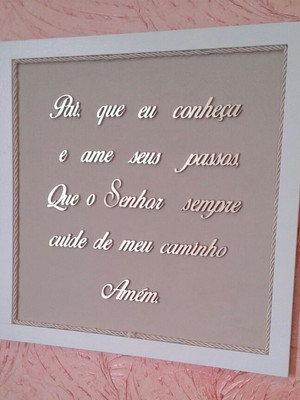 Pai, que eu conheça
e ame seus passos.
Que o Senhor sempre
cuide de meu caminho
Amém.